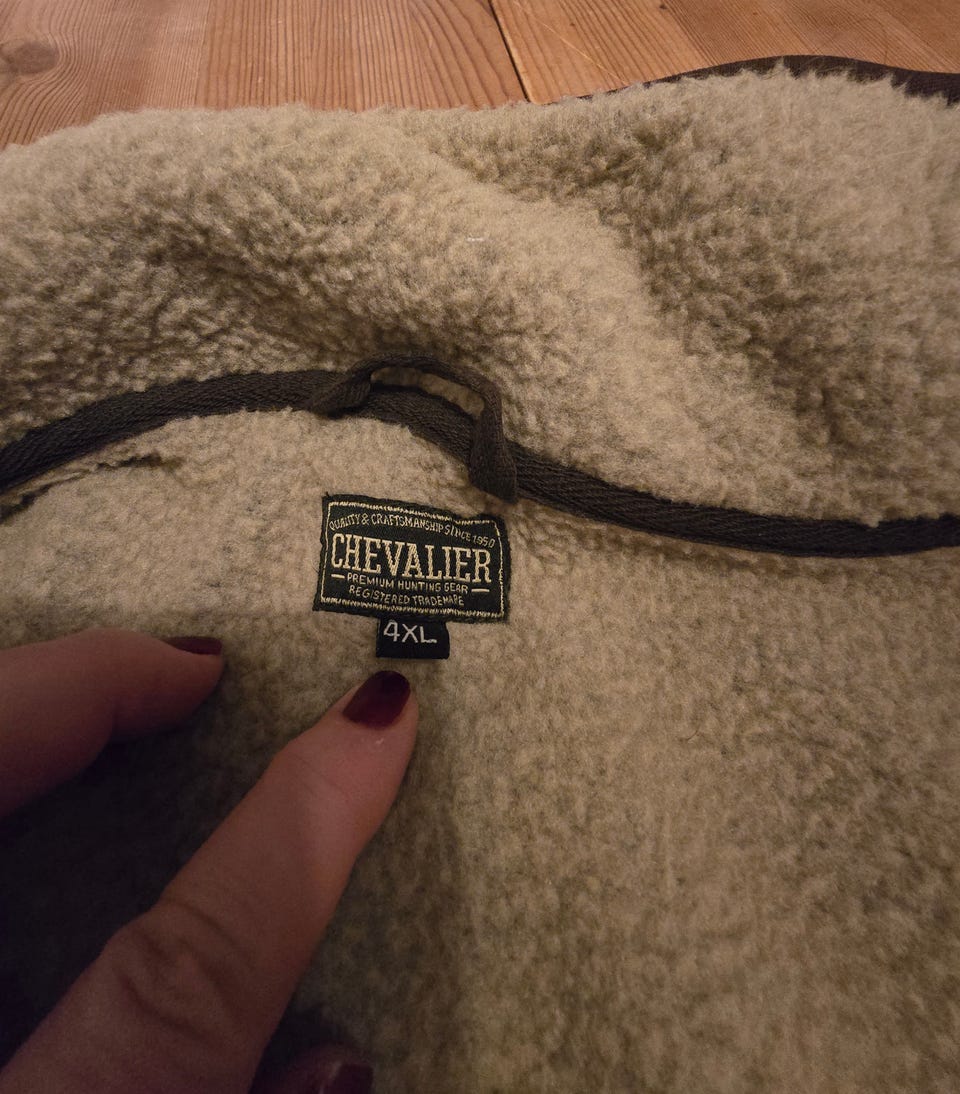 QUALITY & CRAFTSMANSHIP SINCE 1950
CHEVALIER
PREMIUM HUNTING GEAR
REGISTERED TRADEMARK
4XL